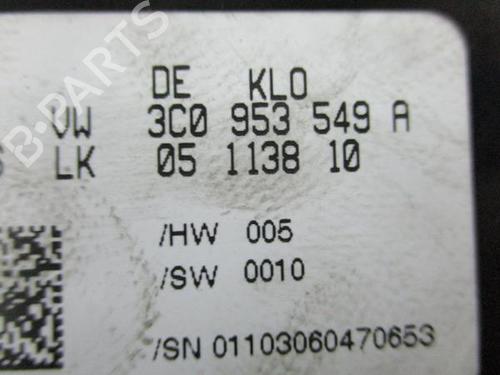 B-PARTS
DE KLO
VW 3C0 953 549 A
LK 05 1138 10
/HW 005
/SW 0010
/SN 01103060470653